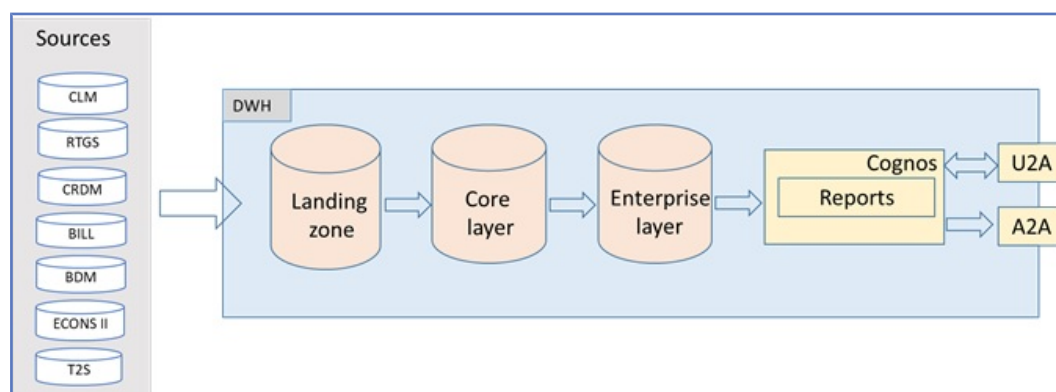 Sources
CLM
RTGS
CRDM
BILL
BDM
ECONS II
T2S
DWH
Landing
zone
Core
layer
Enterprise
layer
Cognos
Reports
U2A
A2A